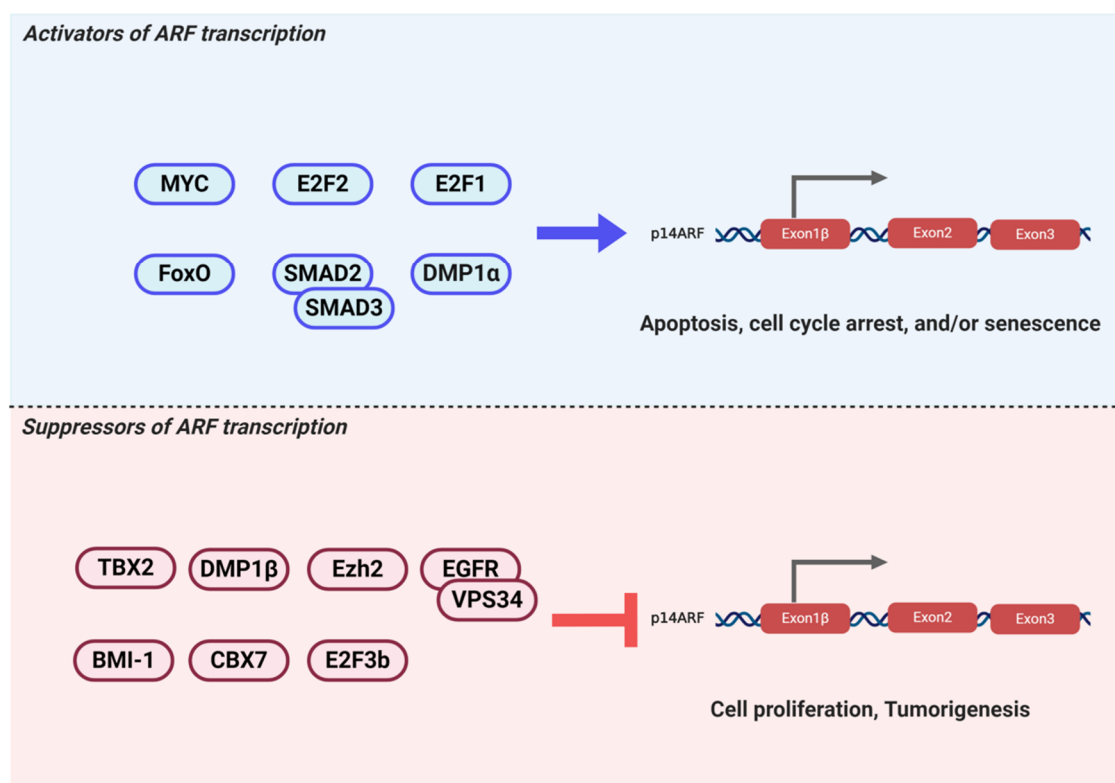 Activators of ARF transcription
MYC
E2F2
E2F1
FoxO
SMAD2
SMAD3
DMP1α
p14ARF
Exon1β
Exon2
Exon3
Apoptosis, cell cycle arrest, and/or senescence
Suppressors of ARF transcription
TBX2
DMP1β
Ezh2
EGFR
VPS34
BMI-1
CBX7
E2F3b
p14ARF
Exon1β
Exon2
Exon3
Cell proliferation, Tumorigenesis